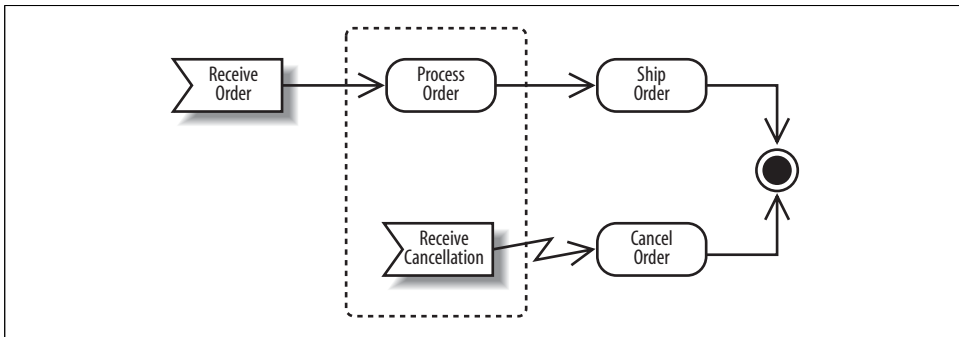 Receive
Order
Process
Order
Ship
Order
Receive
Cancellation
Cancel
Order